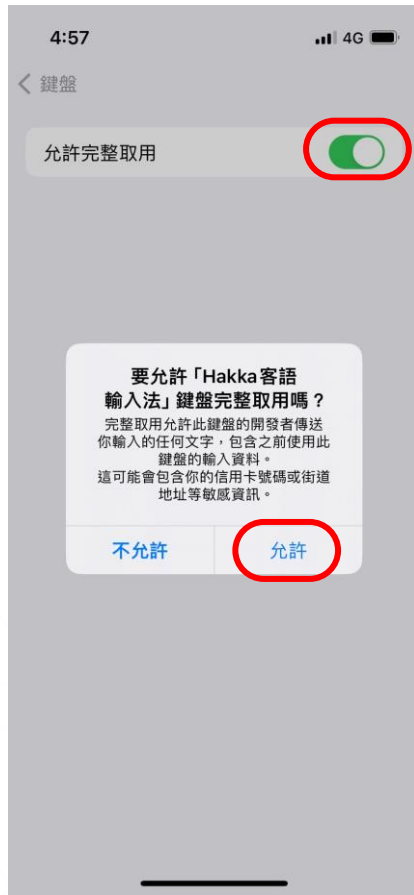 4:57 4G
鍵盤
允許完整取用
要允許「Hakka客語
輸入法」鍵盤完整取用嗎？
完整取用允許此鍵盤的開發者傳送
你輸入的任何文字，包含之前使用此
鍵盤的輸入資料。
這可能會包含你的信用卡號碼或街道
地址等敏感資訊。
不允許 允許